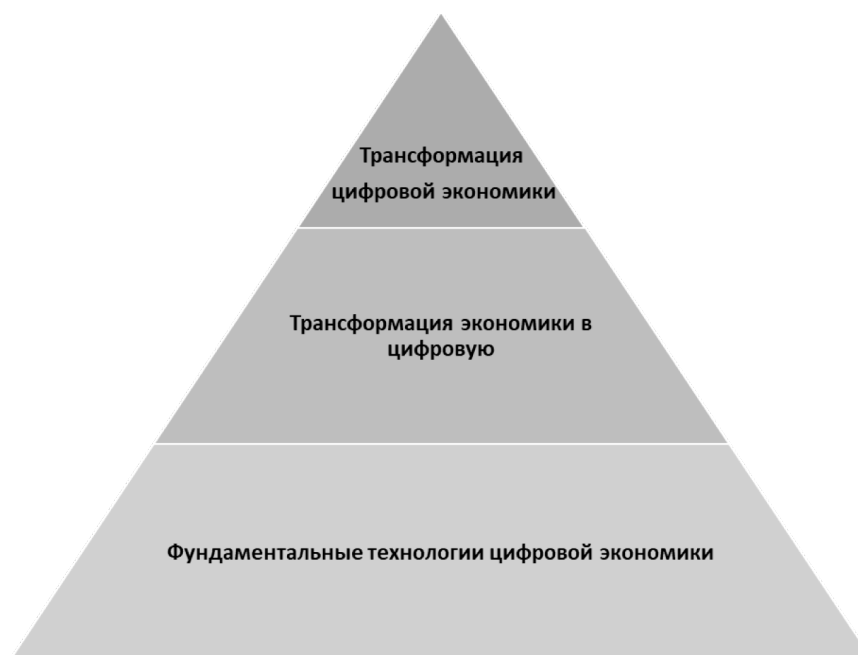 Трансформация
цифровой экономики
Трансформация экономики в
цифровую
Фундаментальные технологии цифровой экономики